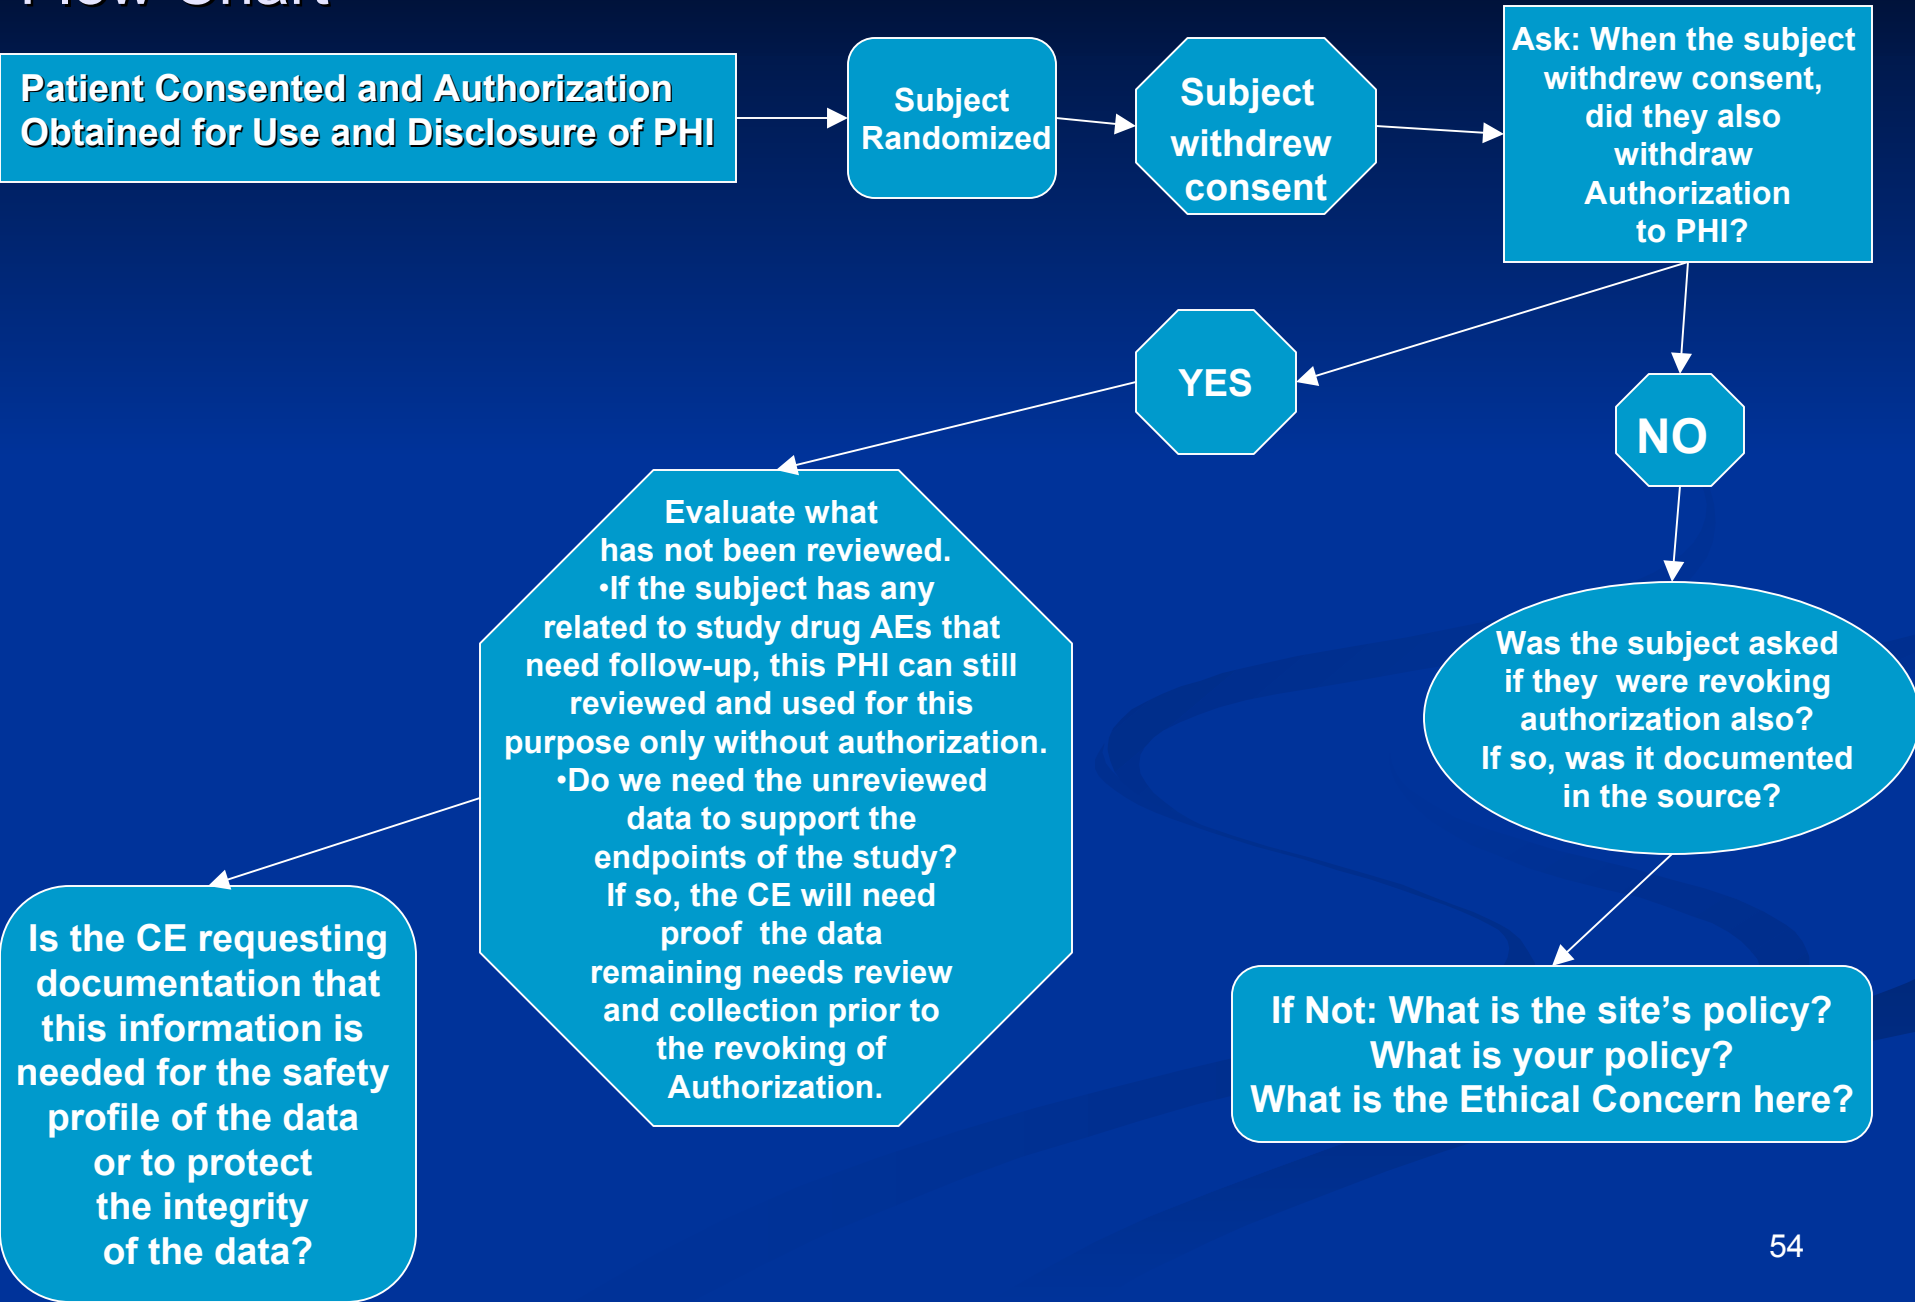 Flow Chart
Patient Consented and Authorization
Obtained for Use and Disclosure of PHI
Subject
Randomized
Subject
withdrew
consent
Ask: When the subject
withdrew consent,
did they also
withdraw
Authorization
to PHI?
YES
NO
Evaluate what
has not been reviewed.
•If the subject has any
related to study drug AEs that
need follow-up, this PHI can still
reviewed and used for this
purpose only without authorization.
•Do we need the unreviewed
data to support the
endpoints of the study?
If so, the CE will need
proof the data
remaining needs review
and collection prior to
the revoking of
Authorization.
Was the subject asked
if they were revoking
authorization also?
If so, was it documented
in the source?
Is the CE requesting
documentation that
this information is
needed for the safety
profile of the data
or to protect
the integrity
of the data?
If Not: What is the site’s policy?
What is your policy?
What is the Ethical Concern here?
54